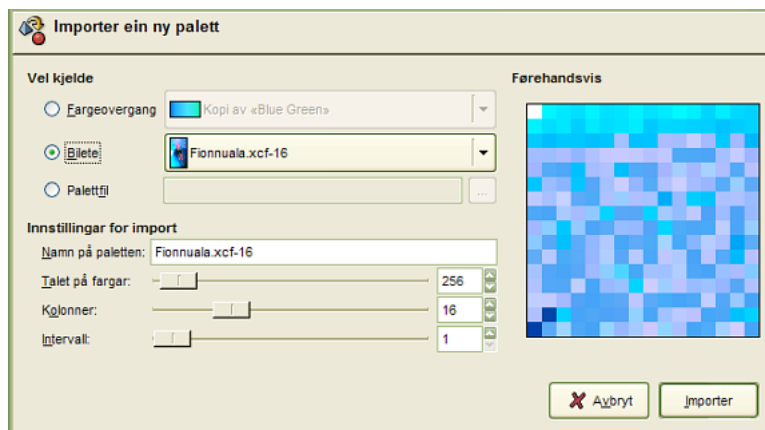 Importer ein ny palett
Vel kjelde
Førehandsvis
Fargeovergang
Kopi av «Blue Green»
Bilete
Fionnuala.xcf-16
Palettfil
...
Innstillingar for import
Namn på paletten: Fionnuala.xcf-16
Talet på fargar: 256
Kolonner: 16
Intervall: 1
Avbryt
Importer